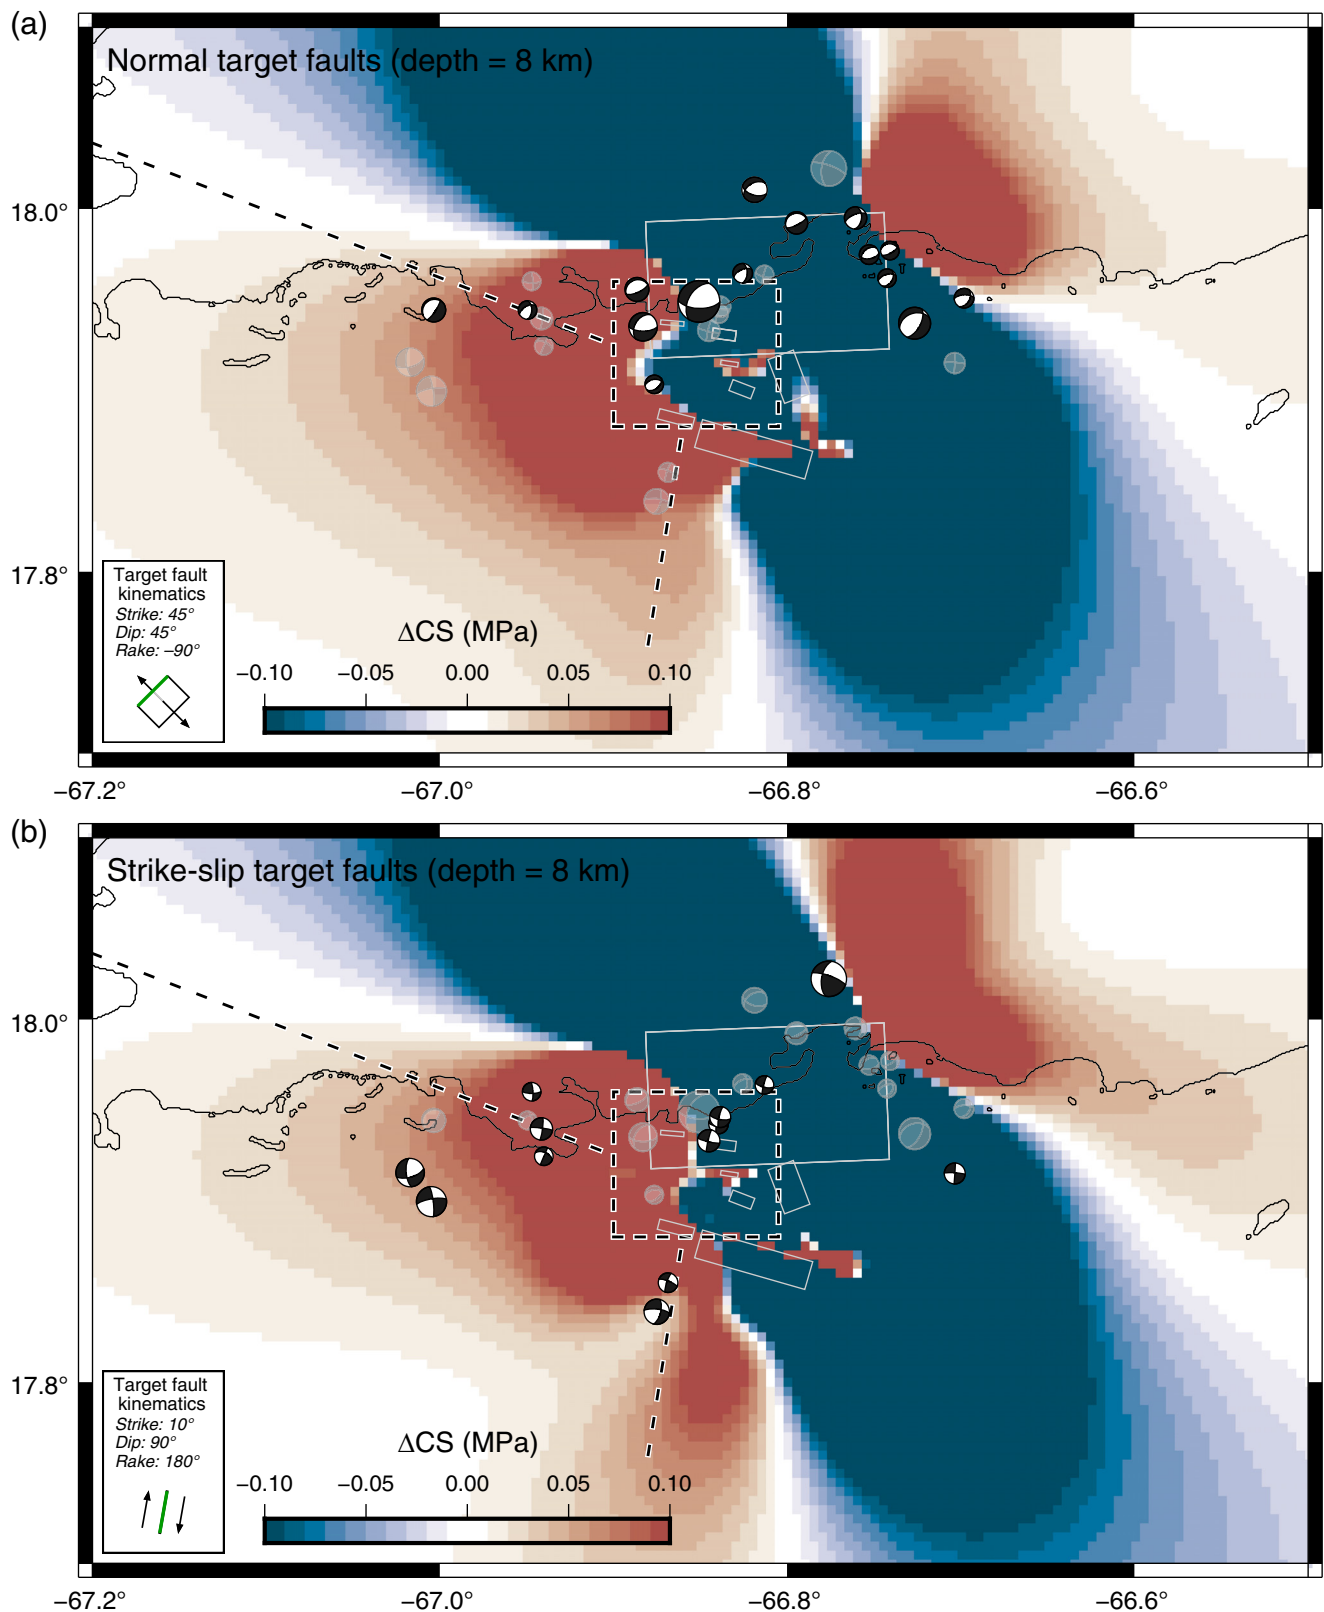 (a)
Normal target faults (depth = 8 km)
18.0°
17.8°
Target fault
kinematics
Strike: 45°
Dip: 45°
Rake: –90°
ΔCS (MPa)
−0.10 −0.05 0.00 0.05 0.10
−67.2° −67.0° −66.8° −66.6°
(b)
Strike-slip target faults (depth = 8 km)
18.0°
17.8°
Target fault
kinematics
Strike: 10°
Dip: 90°
Rake: 180°
ΔCS (MPa)
−0.10 −0.05 0.00 0.05 0.10
−67.2° −67.0° −66.8° −66.6°